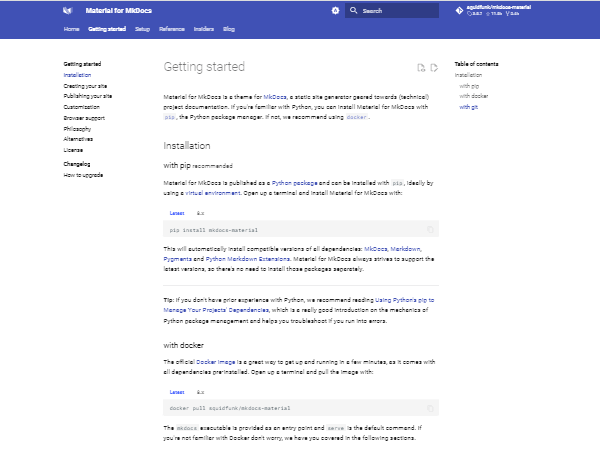 Material for MkDocs
Search
squidfunk/mkdocs-material
Home Getting started Setup Reference Insiders Blog
Getting started
Installation
Creating your site
Publishing your site
Customization
Browser support
Philosophy
Alternatives
License
Changelog
How to upgrade
Getting started
Material for MkDocs is a theme for MkDocs, a static site generator geared towards (technical)
project documentation. If you're familiar with Python, you can install Material for MkDocs with
pip, the Python package manager. If not, we recommend using docker.
Installation
with pip recommended
Material for MkDocs is published as a Python package and can be installed with pip, ideally by
using a virtual environment. Open up a terminal and install Material for MkDocs with:
Latest
pip install mkdocs-material
This will automatically install compatible versions of all dependencies: MkDocs, Markdown,
Pygments and Python Markdown Extensions. Material for MkDocs always strives to support the
latest versions, so there's no need to install those packages separately.
Tip: If you don't have prior experience with Python, we recommend reading Using Python's pip to
Manage Your Projects' Dependencies, which is a really good introduction on the mechanics of
Python package management and helps you troubleshoot if you run into errors.
with docker
The official Docker image is a great way to get up and running in a few minutes, as it comes with
all dependencies pre-installed. Open up a terminal and pull the image with:
Latest
docker pull squidfunk/mkdocs-material
The mkdocs executable is provided as an entry point and serve is the default command. If
you're not familiar with Docker don't worry, we have you covered in the following sections.
Table of contents
Installation
with pip
with docker
with git